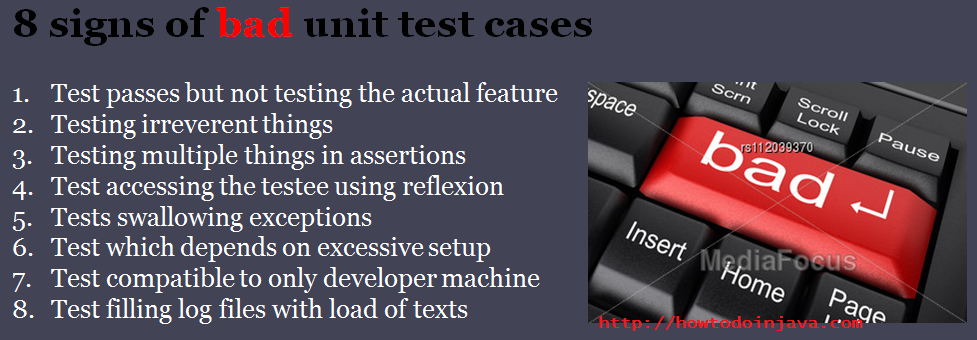 8 signs of bad unit test cases
1. Test passes but not testing the actual feature
2. Testing irreverent things
3. Testing multiple things in assertions
4. Test accessing the testee using reflexion
5. Tests swallowing exceptions
6. Test which depends on excessive setup
7. Test compatible to only developer machine
8. Test filling log files with load of texts
space
Scrn
Scroll
Lock
Pause
rs112039370
bad
Insert
Home
Page
MediaFocus
http://howtodoinjava.com